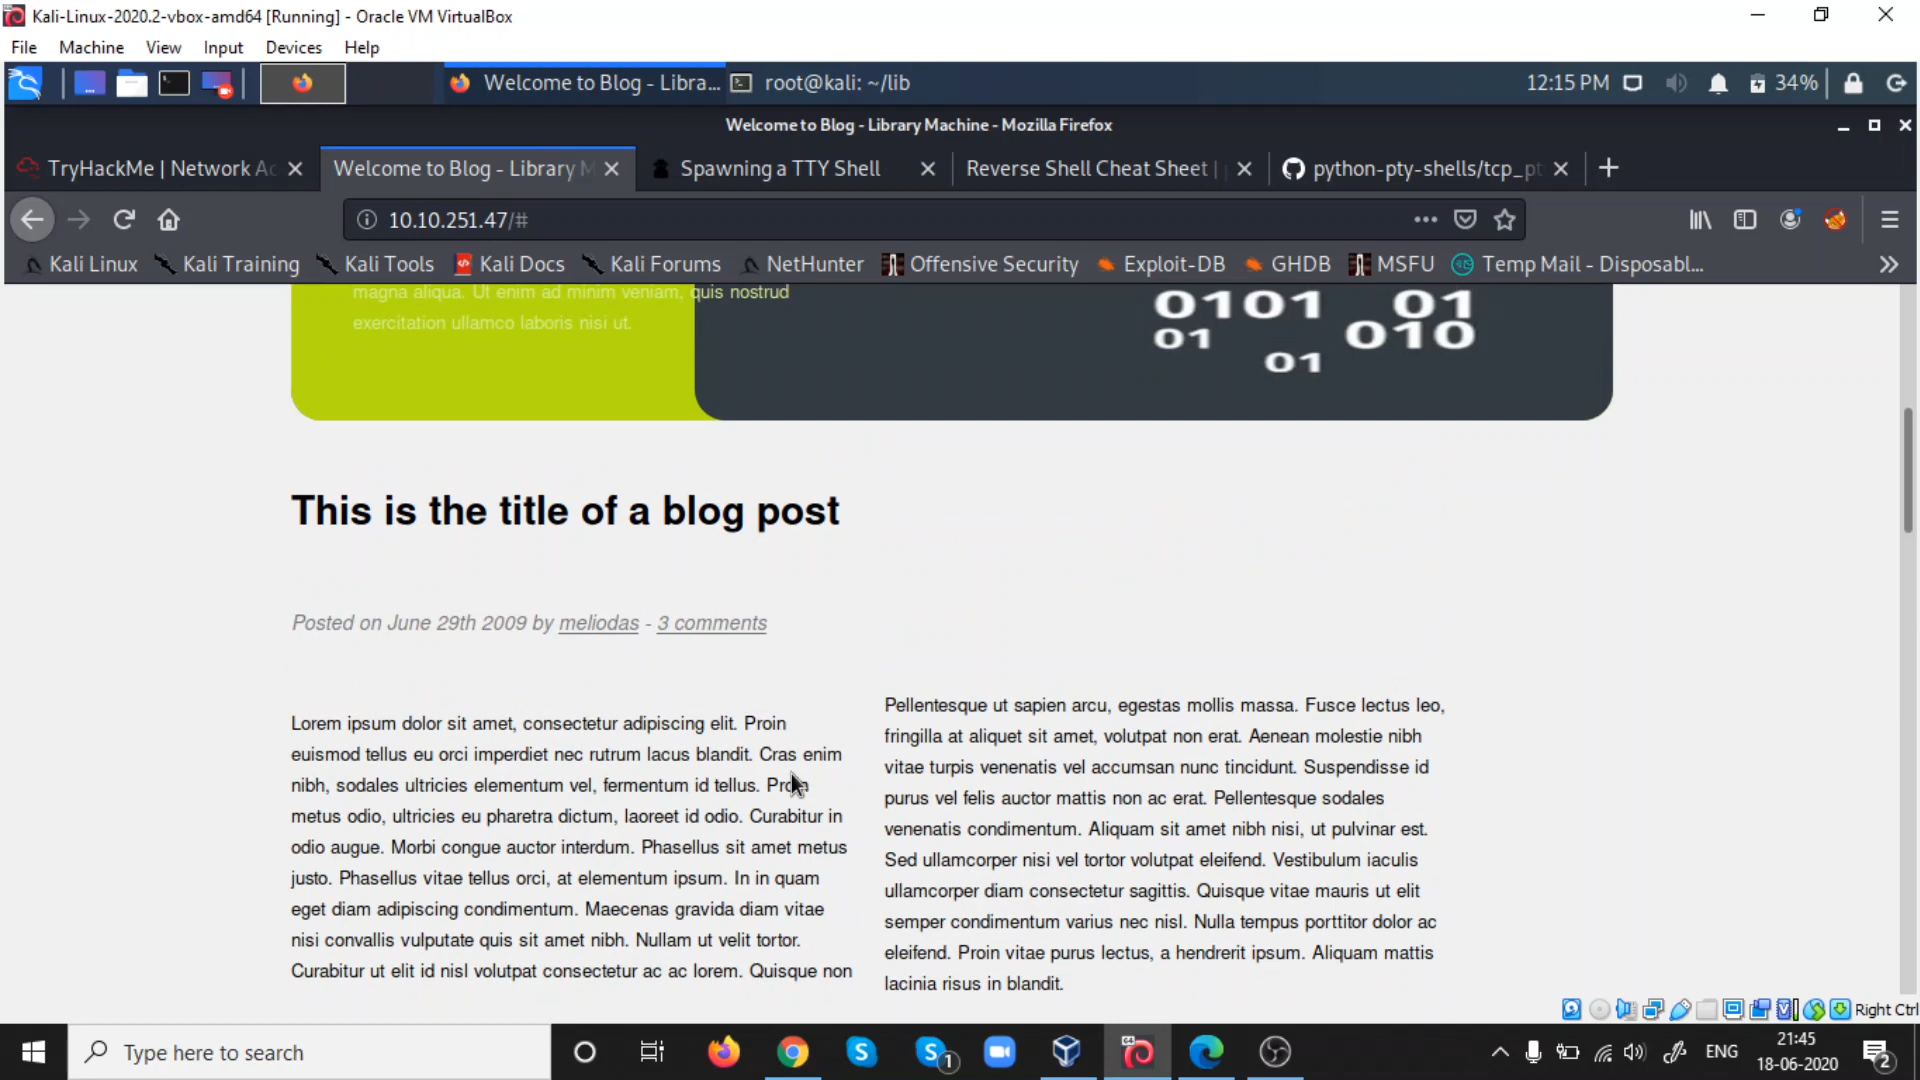 Kali-Linux-2020.2-vbox-amd64 [Running] - Oracle VM VirtualBox
File Machine View Input Devices Help
Welcome to Blog - Libra... root@kali: ~/lib 12:15 PM 34%
Welcome to Blog - Library Machine - Mozilla Firefox
TryHackMe | Network Ac Welcome to Blog - Library M Spawning a TTY Shell Reverse Shell Cheat Sheet | python-pty-shells/tcp_pt
10.10.251.47/#
Kali Linux Kali Training Kali Tools Kali Docs Kali Forums NetHunter Offensive Security Exploit-DB GHDB MSFU Temp Mail - Disposabl...
magna aliqua. Ut enim ad minim veniam, quis nostrud
exercitation ullamco laboris nisi ut.
0101 01
01 010
01
This is the title of a blog post
Posted on June 29th 2009 by meliodas - 3 comments
Lorem ipsum dolor sit amet, consectetur adipiscing elit. Proin
euismod tellus eu orci imperdiet nec rutrum lacus blandit. Cras enim
nibh, sodales ultricies elementum vel, fermentum id tellus. Proin
metus odio, ultricies eu pharetra dictum, laoreet id odio. Curabitur in
odio augue. Morbi congue auctor interdum. Phasellus sit amet metus
justo. Phasellus vitae tellus orci, at elementum ipsum. In in quam
eget diam adipiscing condimentum. Maecenas gravida diam vitae
nisi convallis vulputate quis sit amet nibh. Nullam ut velit tortor.
Curabitur ut elit id nisl volutpat consectetur ac ac lorem. Quisque non
Pellentesque ut sapien arcu, egestas mollis massa. Fusce lectus leo,
fringilla at aliquet sit amet, volutpat non erat. Aenean molestie nibh
vitae turpis venenatis vel accumsan nunc tincidunt. Suspendisse id
purus vel felis auctor mattis non ac erat. Pellentesque sodales
venenatis condimentum. Aliquam sit amet nibh nisi, ut pulvinar est.
Sed ullamcorper nisi vel tortor volutpat eleifend. Vestibulum iaculis
ullamcorper diam consectetur sagittis. Quisque vitae mauris ut elit
semper condimentum varius nec nisl. Nulla tempus porttitor dolor ac
eleifend. Proin vitae purus lectus, a hendrerit ipsum. Aliquam mattis
lacinia risus in blandit.
Right Ctrl
Type here to search 1 64 ENG 21:45
18-06-2020 2